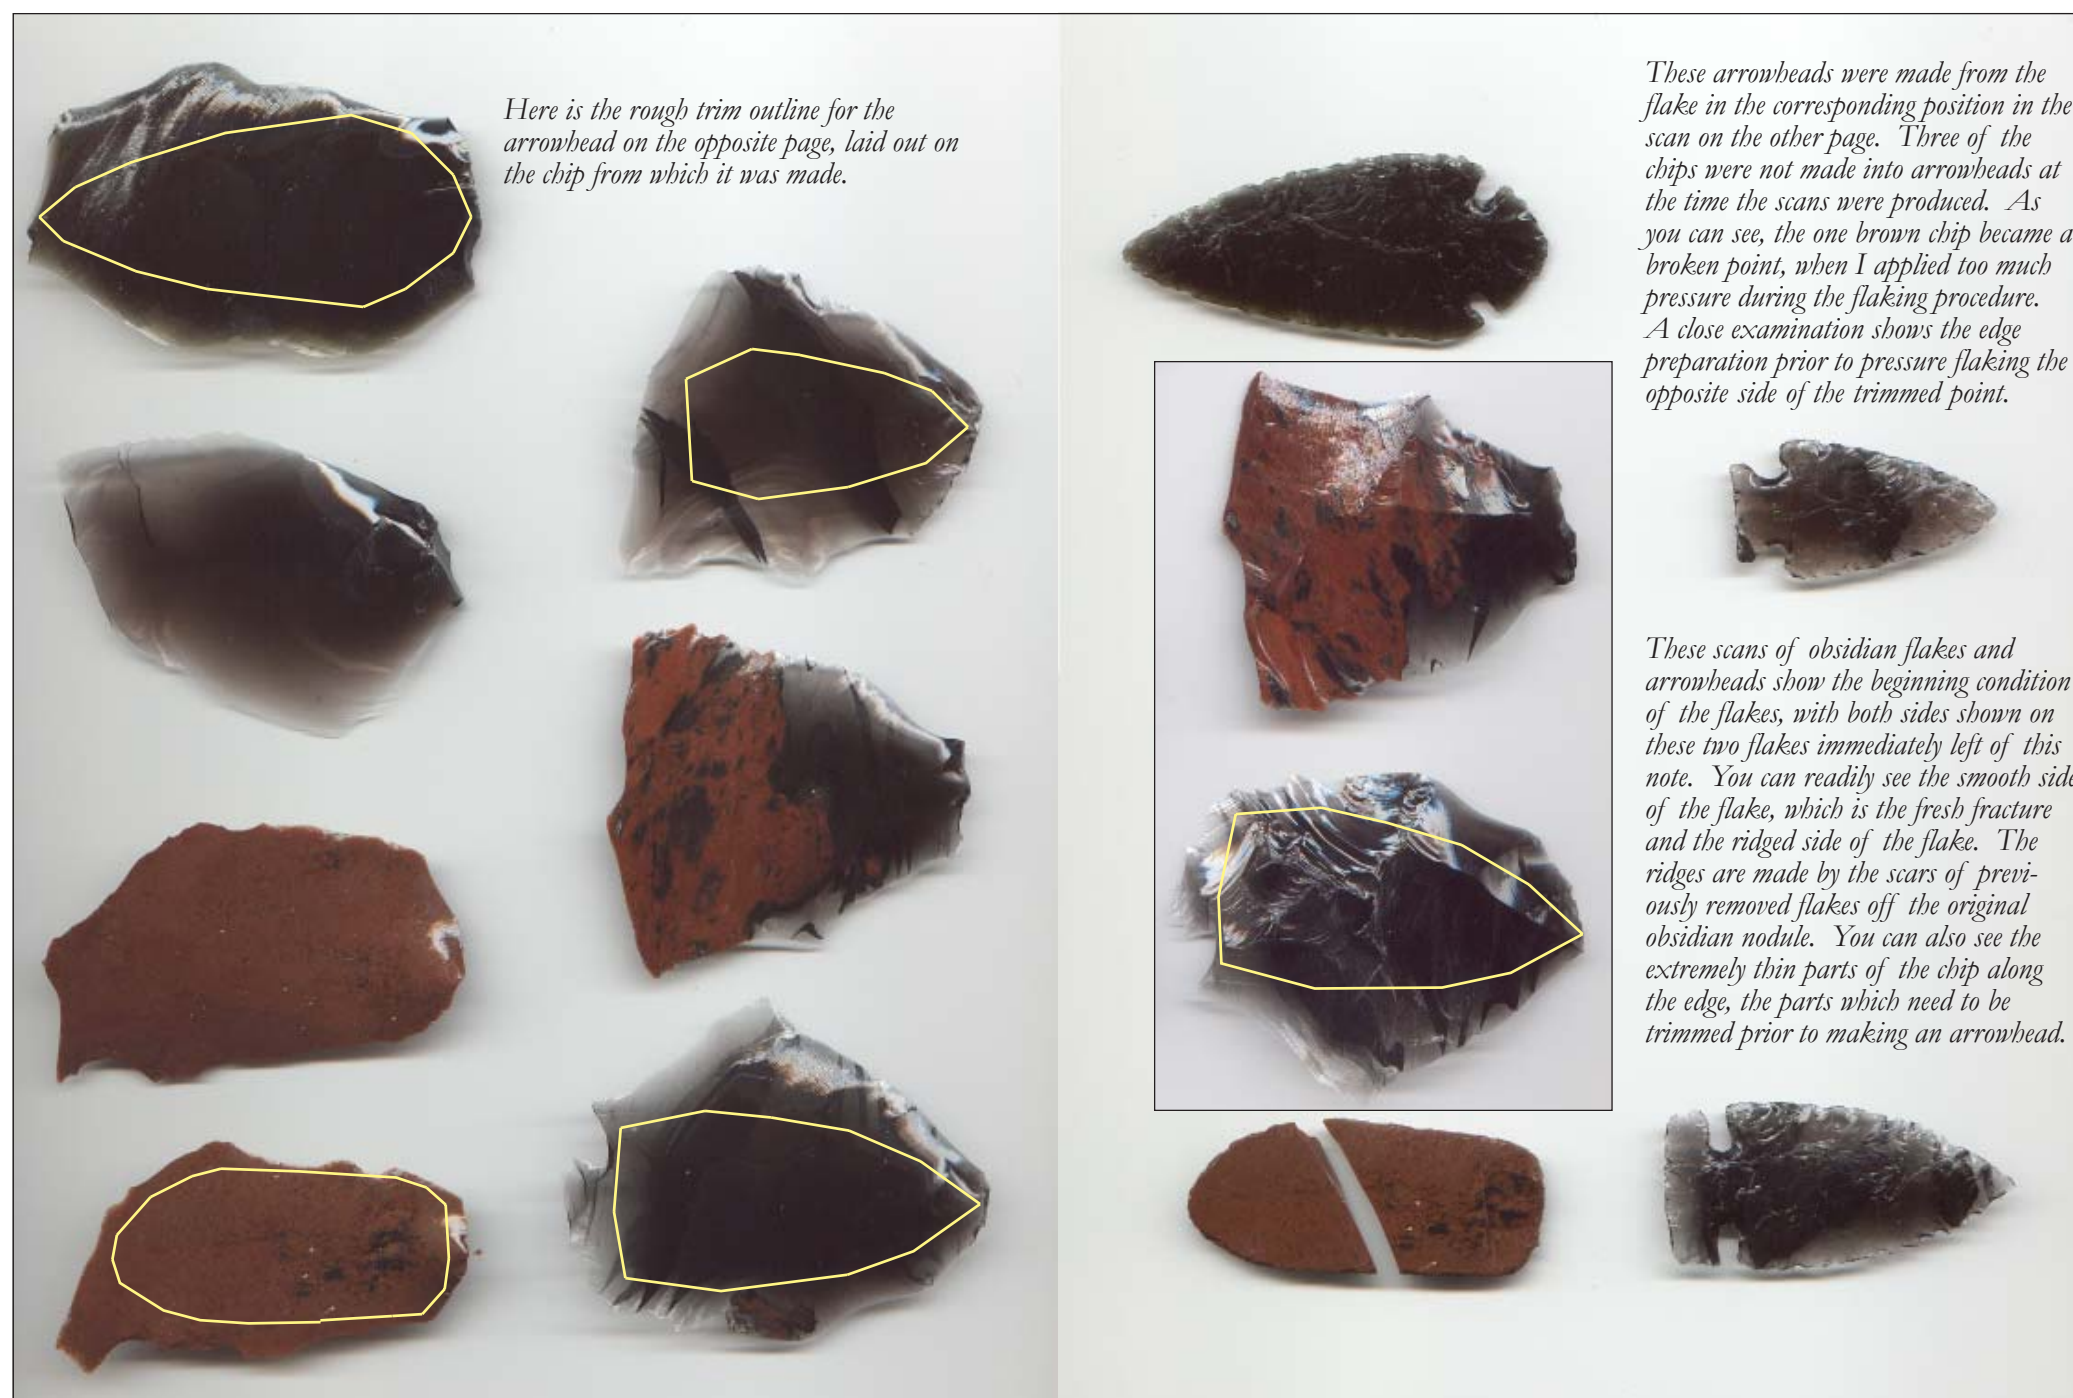 Here is the rough trim outline for the
arrowhead on the opposite page, laid out on
the chip from which it was made.
These arrowheads were made from the
flake in the corresponding position in the
scan on the other page. Three of the
chips were not made into arrowheads at
the time the scans were produced. As
you can see, the one brown chip became a
broken point, when I applied too much
pressure during the flaking procedure.
A close examination shows the edge
preparation prior to pressure flaking the
opposite side of the trimmed point.
These scans of obsidian flakes and
arrowheads show the beginning condition
of the flakes, with both sides shown on
these two flakes immediately left of this
note. You can readily see the smooth side
of the flake, which is the fresh fracture
and the ridged side of the flake. The
ridges are made by the scars of previ-
ously removed flakes off the original
obsidian nodule. You can also see the
extremely thin parts of the chip along
the edge, the parts which need to be
trimmed prior to making an arrowhead.